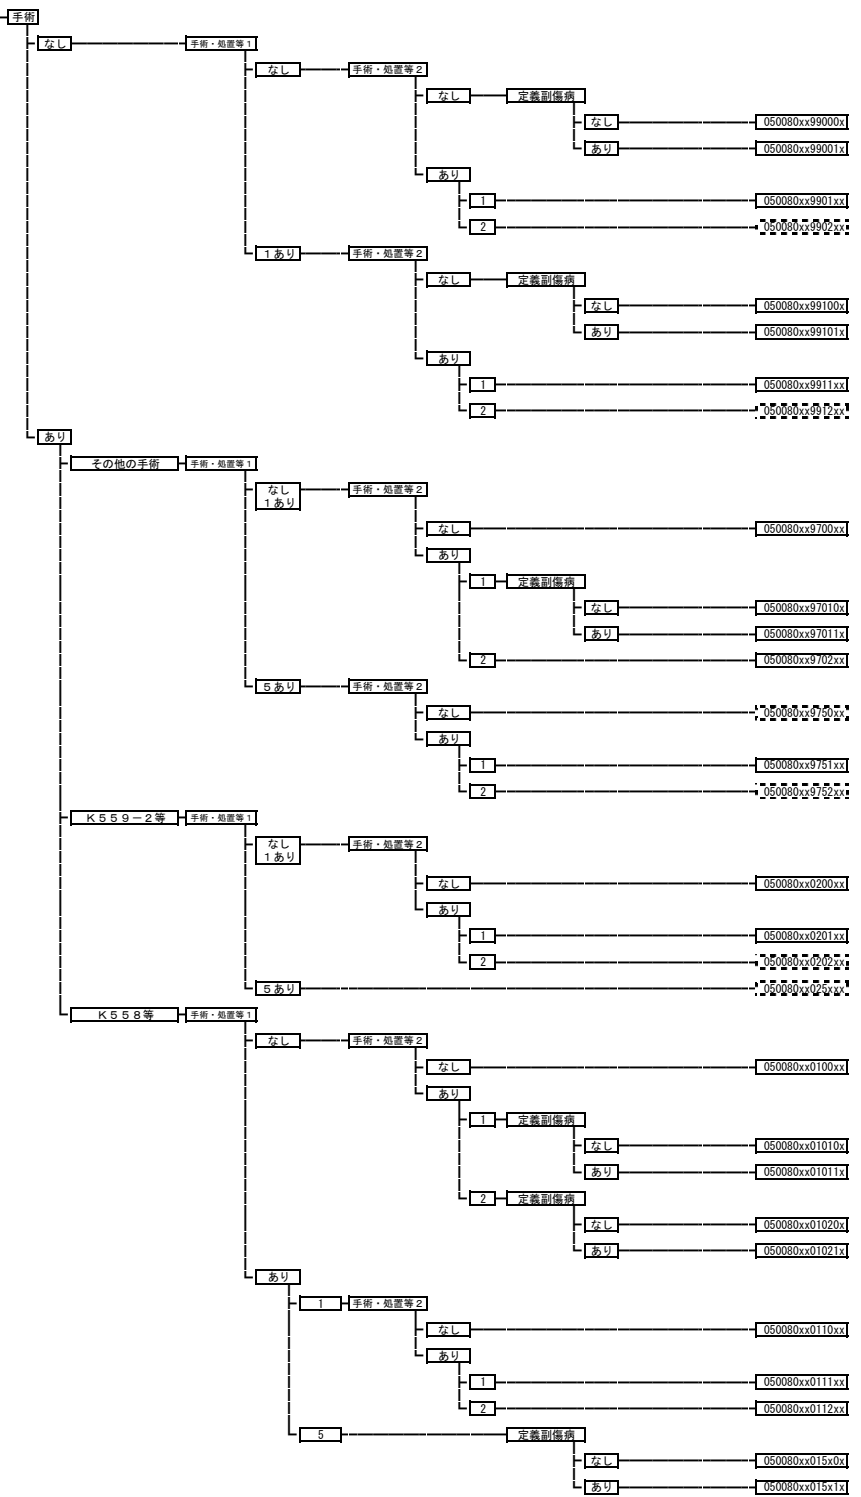 手術
なし 手術・処置等1
なし 手術・処置等2
なし 定義副傷病
なし 050080xx99000x
あり 050080xx99001x
あり
1 050080xx9901xx
2 050080xx9902xx
1あり 手術・処置等2
なし 定義副傷病
なし 050080xx99100x
あり 050080xx99101x
あり
1 050080xx9911xx
2 050080xx9912xx
あり
その他の手術 手術・処置等1
なし
1あり 手術・処置等2
なし 050080xx9700xx
あり
1 定義副傷病
なし 050080xx97010x
あり 050080xx97011x
2 050080xx9702xx
5あり 手術・処置等2
なし 050080xx9750xx
あり
1 050080xx9751xx
2 050080xx9752xx
K559-2等 手術・処置等1
なし
1あり 手術・処置等2
なし 050080xx0200xx
あり
1 050080xx0201xx
2 050080xx0202xx
5あり 050080xx025xxx
K558等 手術・処置等1
なし 手術・処置等2
なし 050080xx0100xx
あり
1 定義副傷病
なし 050080xx01010x
あり 050080xx01011x
2 定義副傷病
なし 050080xx01020x
あり 050080xx01021x
あり
1 手術・処置等2
なし 050080xx0110xx
あり
1 050080xx0111xx
2 050080xx0112xx
5 定義副傷病
なし 050080xx015x0x
あり 050080xx015x1x